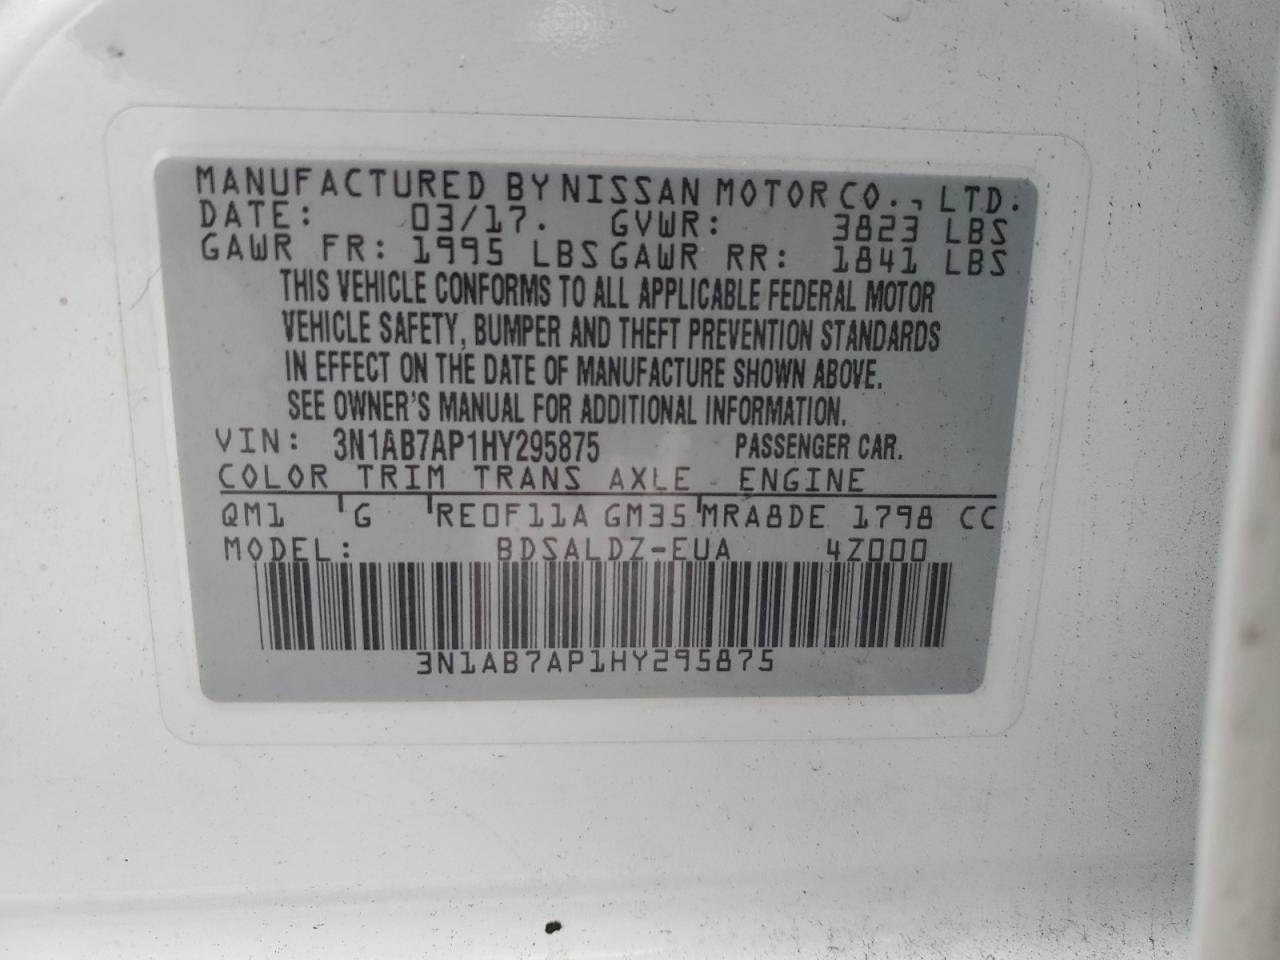 MANUFACTURED BY NISSAN MOTOR CO., LTD.
DATE: 03/17. GVWR: 3823 LBS
GAWR FR: 1995 LBS GAWR RR: 1841 LBS
THIS VEHICLE CONFORMS TO ALL APPLICABLE FEDERAL MOTOR
VEHICLE SAFETY, BUMPER AND THEFT PREVENTION STANDARDS
IN EFFECT ON THE DATE OF MANUFACTURE SHOWN ABOVE.
SEE OWNER'S MANUAL FOR ADDITIONAL INFORMATION.
VIN: 3N1AB7AP1HY295875 PASSENGER CAR.
COLOR TRIM TRANS AXLE ENGINE
QM1 G RE0F11A GM35 MRA8DE 1798 CC
MODEL: BDSALDZ-EUA 4Z000
3N1AB7AP1HY295875